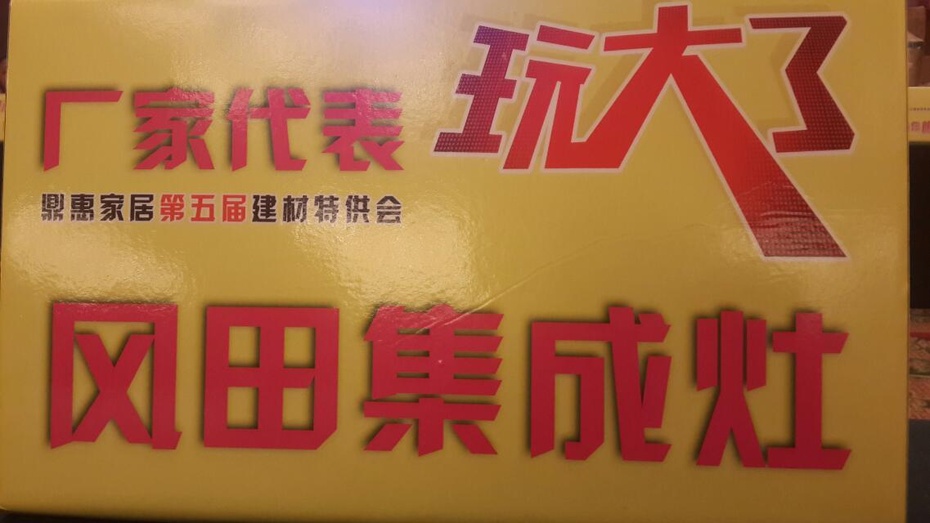 玩大了
厂家代表
鼎惠家居第五届建材特供会
风田集成灶